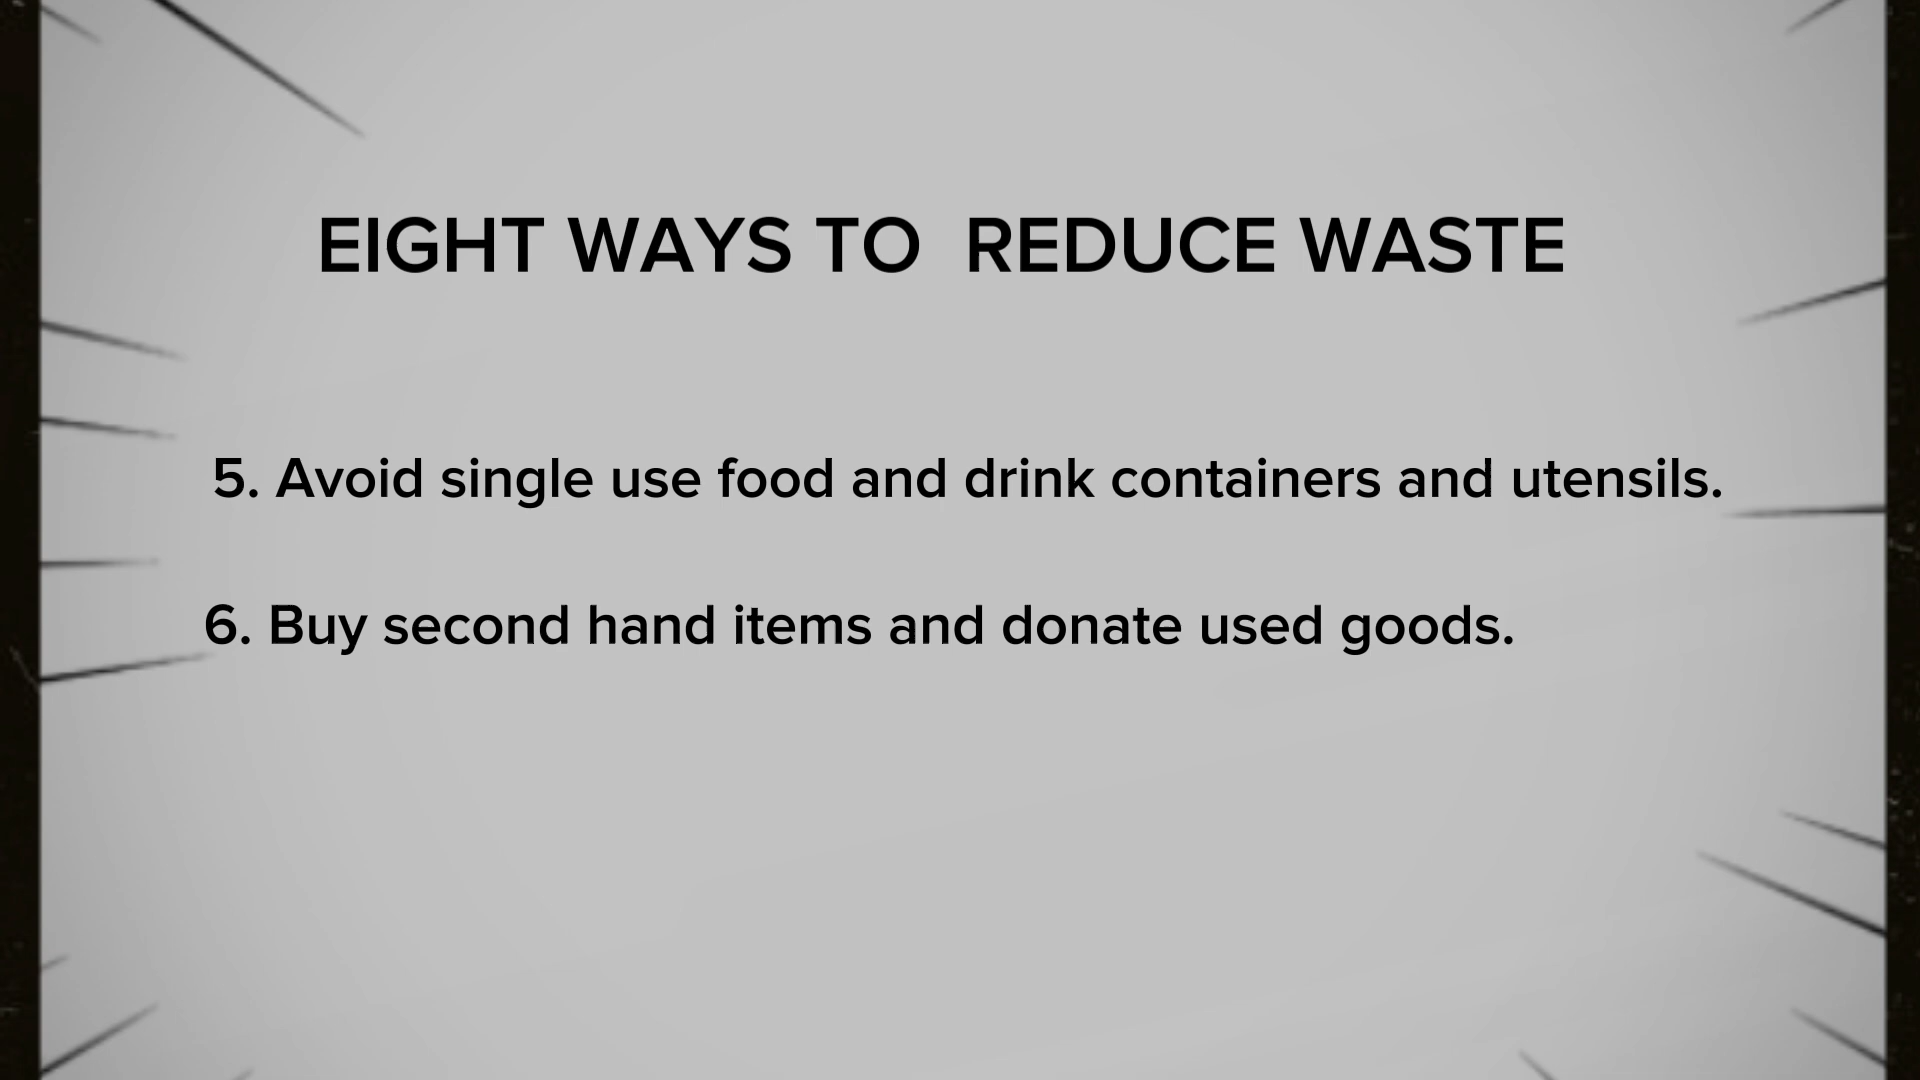 EIGHT WAYS TO  REDUCE WASTE
5. Avoid single use food and drink containers and utensils.
6. Buy second hand items and donate used goods.